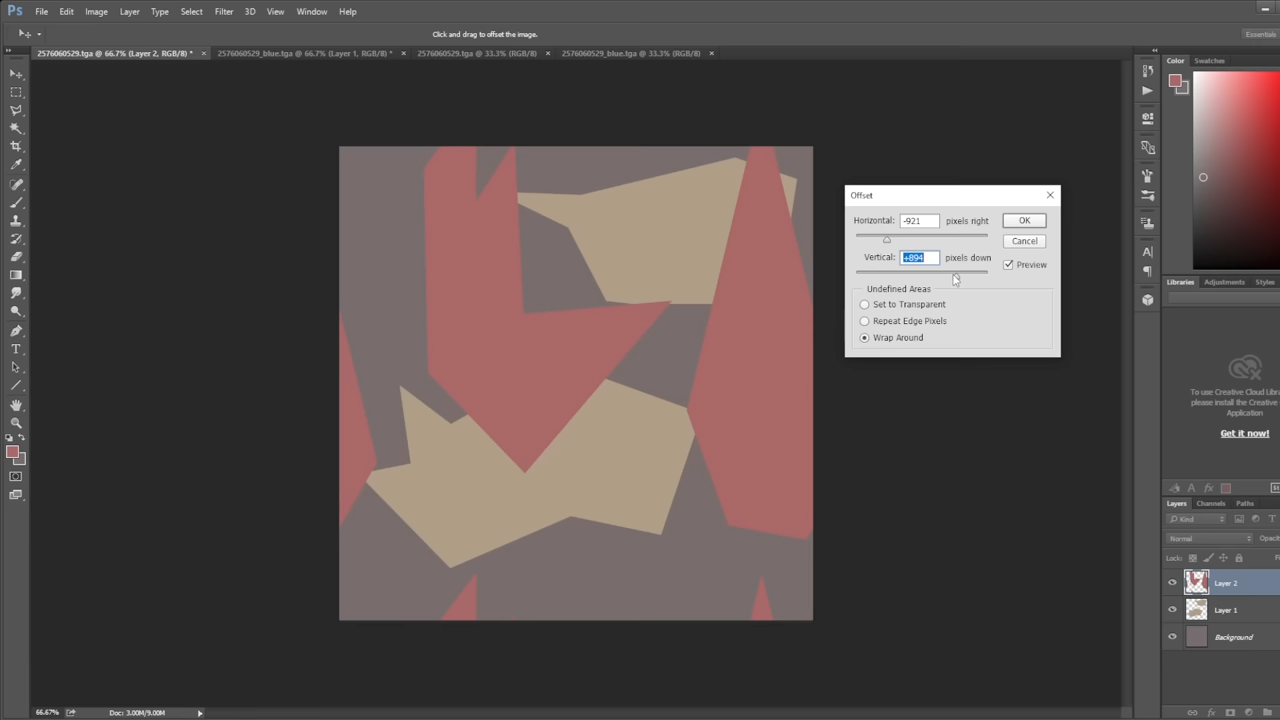 Ps File Edit Image Layer Type Select Filter 3D View Window Help
Click and drag to offset the image.
Essentials
2576060529.tga @ 66.7% (Layer 2, RGB/8) * × 2576060529_blue.tga @ 66.7% (Layer 1, RGB/8) * × 2576060529.tga @ 33.3% (RGB/8) × 2576060529_blue.tga @ 33.3% (RGB/8) ×
Color Swatches
Offset
Horizontal: -921 pixels right OK
Cancel
Vertical: +894 pixels down
Preview
Undefined Areas
Set to Transparent
Repeat Edge Pixels
Wrap Around
Libraries Adjustments Styles
To use Creative Cloud Libr
please install the Creative C
Application
Get it now!
Layers Channels Paths
Kind
Normal Opaci
Lock: Fi
Layer 2
Layer 1
Background
66.67% Doc: 3.00M/9.00M